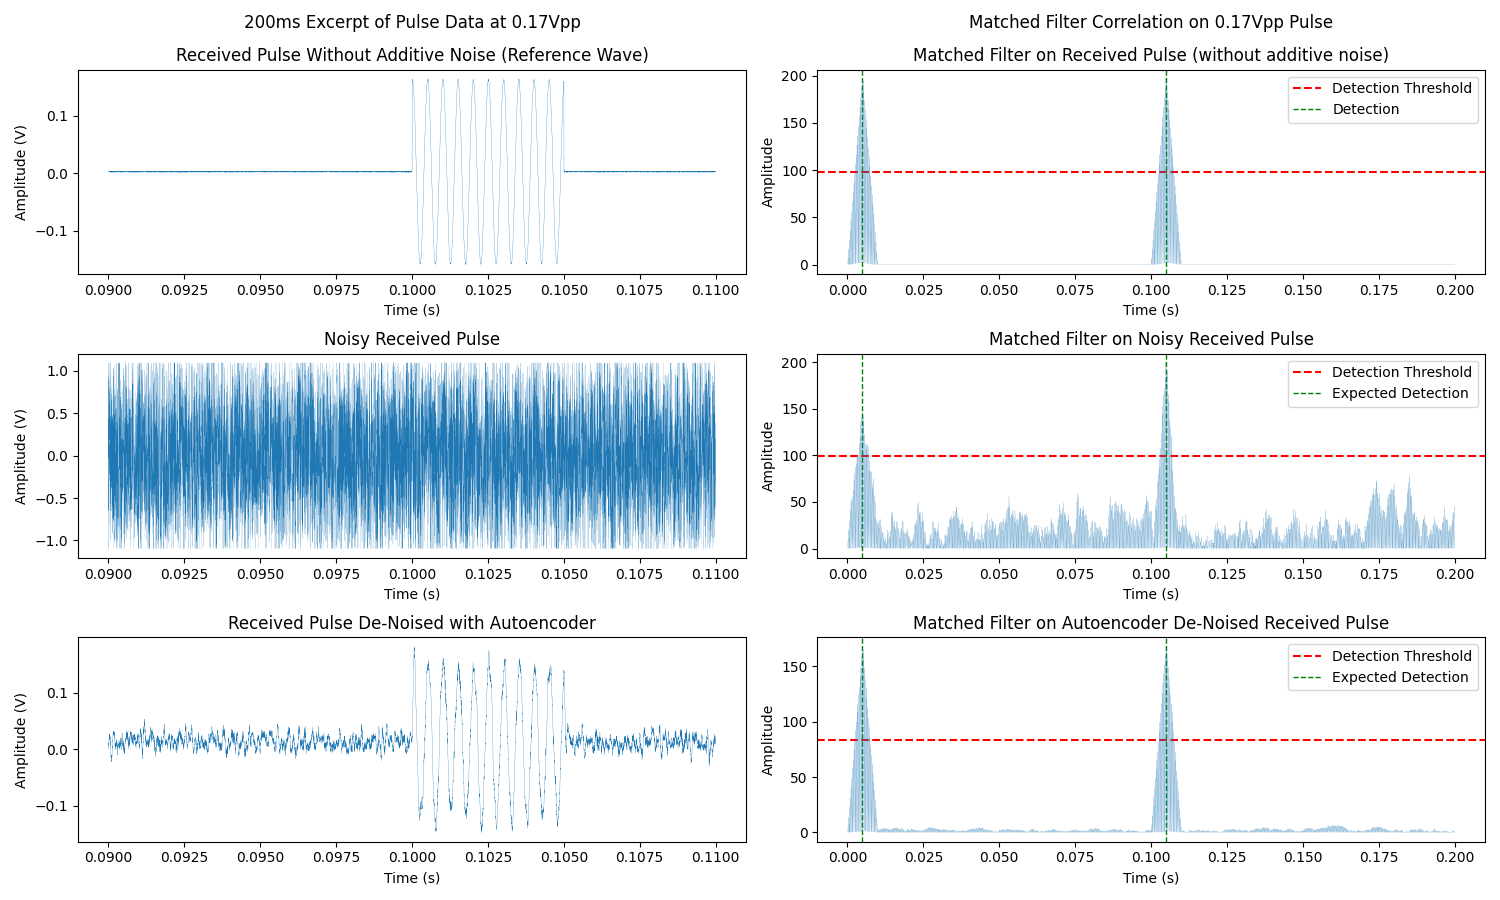 200ms Excerpt of Pulse Data at 0.17Vpp
Received Pulse Without Additive Noise (Reference Wave)
Amplitude (V)
0.1
0.0
−0.1
0.0900 0.0925 0.0950 0.0975 0.1000 0.1025 0.1050 0.1075 0.1100
Time (s)
Matched Filter Correlation on 0.17Vpp Pulse
Matched Filter on Received Pulse (without additive noise)
Amplitude
200
150
100
50
0
Detection Threshold
Detection
0.000 0.025 0.050 0.075 0.100 0.125 0.150 0.175 0.200
Time (s)
Noisy Received Pulse
Amplitude (V)
1.0
0.5
0.0
−0.5
−1.0
0.0900 0.0925 0.0950 0.0975 0.1000 0.1025 0.1050 0.1075 0.1100
Time (s)
Matched Filter on Noisy Received Pulse
Amplitude
200
150
100
50
0
Detection Threshold
Expected Detection
0.000 0.025 0.050 0.075 0.100 0.125 0.150 0.175 0.200
Time (s)
Received Pulse De-Noised with Autoencoder
Amplitude (V)
0.1
0.0
−0.1
0.0900 0.0925 0.0950 0.0975 0.1000 0.1025 0.1050 0.1075 0.1100
Time (s)
Matched Filter on Autoencoder De-Noised Received Pulse
Amplitude
150
100
50
0
Detection Threshold
Expected Detection
0.000 0.025 0.050 0.075 0.100 0.125 0.150 0.175 0.200
Time (s)